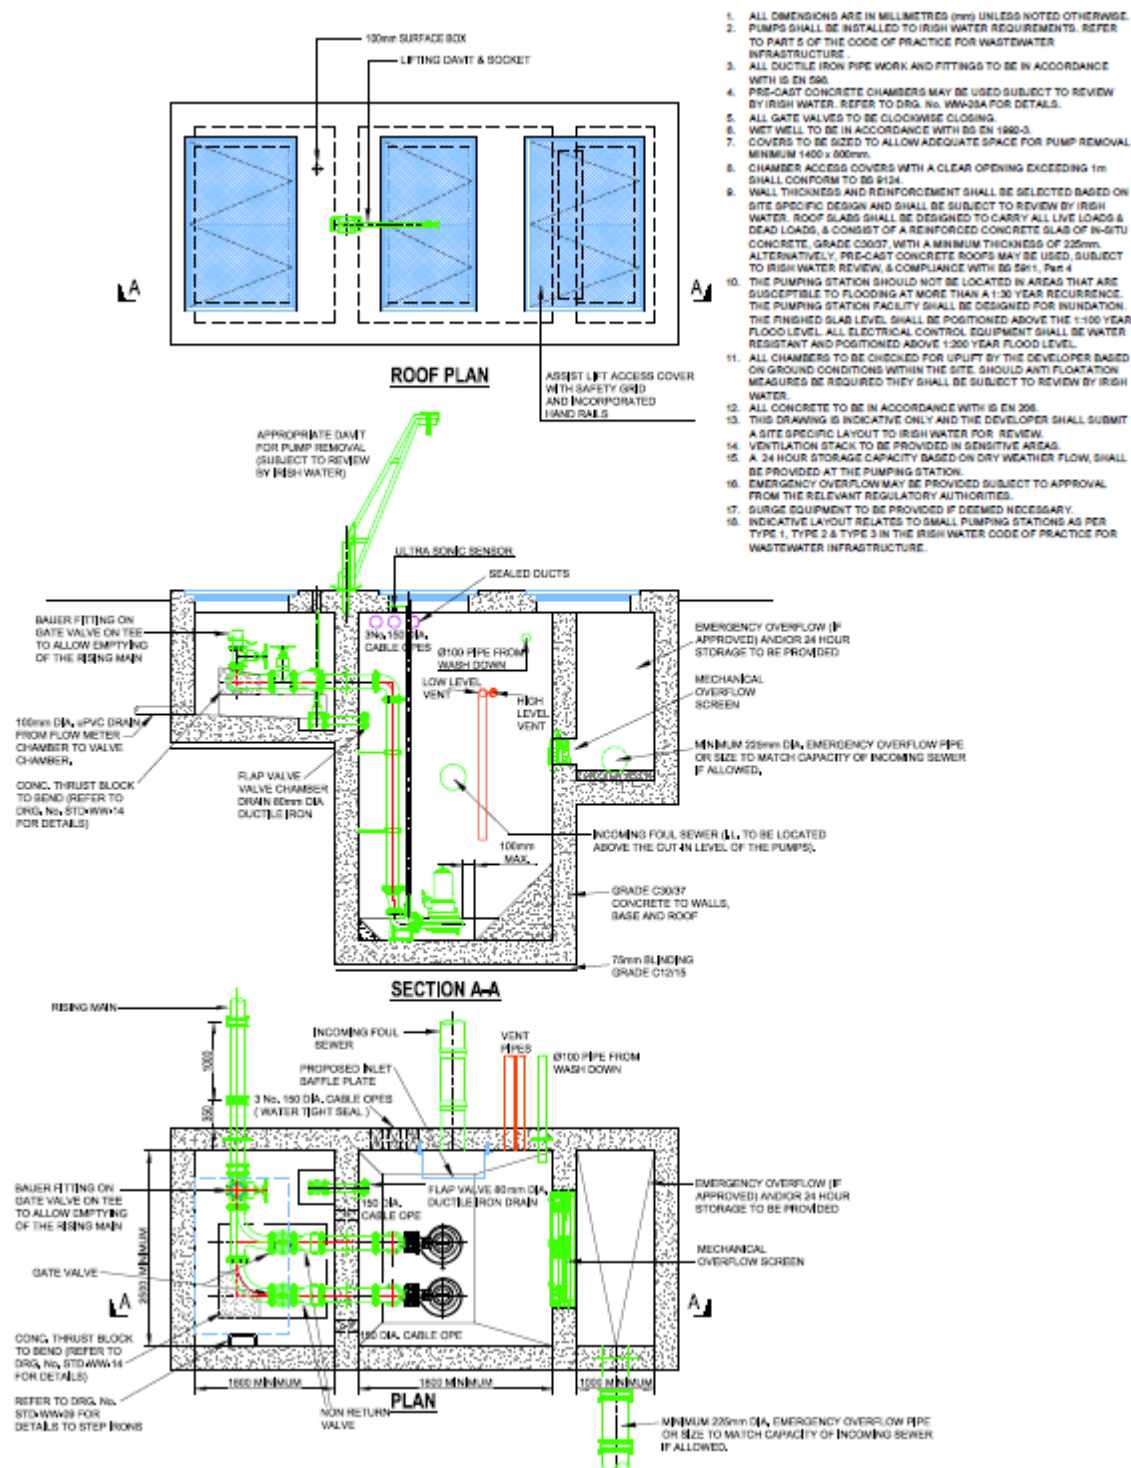 1. ALL DIMENSIONS ARE IN MILLIMETRES (mm) UNLESS NOTED OTHERWISE.
2. PUMPS SHALL BE INSTALLED TO IRISH WATER REQUIREMENTS. REFER
TO PART 5 OF THE CODE OF PRACTICE FOR WASTEWATER
INFRASTRUCTURE .
3. ALL DUCTILE IRON PIPE WORK AND FITTINGS TO BE IN ACCORDANCE
WITH IS EN 598.
4. PRE-CAST CONCRETE CHAMBERS MAY BE USED SUBJECT TO REVIEW
BY IRISH WATER. REFER TO DRG. No. WW-28A FOR DETAILS.
5. ALL GATE VALVES TO BE CLOCKWISE CLOSING.
6. WET WELL TO BE IN ACCORDANCE WITH BS EN 1992-3.
7. COVERS TO BE SIZED TO ALLOW ADEQUATE SPACE FOR PUMP REMOVAL
MINIMUM 1400 x 800mm.
8. CHAMBER ACCESS COVERS WITH A CLEAR OPENING EXCEEDING 1m
SHALL CONFORM TO BS 9124.
9. WALL THICKNESS AND REINFORCEMENT SHALL BE SELECTED BASED ON
SITE SPECIFIC DESIGN AND SHALL BE SUBJECT TO REVIEW BY IRISH
WATER. ROOF SLABS SHALL BE DESIGNED TO CARRY ALL LIVE LOADS &
DEAD LOADS, & CONSIST OF A REINFORCED CONCRETE SLAB OF IN-SITU
CONCRETE, GRADE C30/37, WITH A MINIMUM THICKNESS OF 225mm.
ALTERNATIVELY, PRE-CAST CONCRETE ROOFS MAY BE USED, SUBJECT
TO IRISH WATER REVIEW, & COMPLIANCE WITH BS 5911, Part 4
10. THE PUMPING STATION SHOULD NOT BE LOCATED IN AREAS THAT ARE
SUSCEPTIBLE TO FLOODING AT MORE THAN A 1:30 YEAR RECURRENCE.
THE PUMPING STATION FACILITY SHALL BE DESIGNED FOR INUNDATION.
THE FINISHED SLAB LEVEL SHALL BE POSITIONED ABOVE THE 1:100 YEAR
FLOOD LEVEL. ALL ELECTRICAL CONTROL EQUIPMENT SHALL BE WATER
RESISTANT AND POSITIONED ABOVE 1:200 YEAR FLOOD LEVEL.
11. ALL CHAMBERS TO BE CHECKED FOR UPLIFT BY THE DEVELOPER BASED
ON GROUND CONDITIONS WITHIN THE SITE. SHOULD ANTI FLOATATION
MEASURES BE REQUIRED THEY SHALL BE SUBJECT TO REVIEW BY IRISH
WATER.
12. ALL CONCRETE TO BE IN ACCORDANCE WITH IS EN 206.
13. THIS DRAWING IS INDICATIVE ONLY AND THE DEVELOPER SHALL SUBMIT
A SITE SPECIFIC LAYOUT TO IRISH WATER FOR REVIEW.
14. VENTILATION STACK TO BE PROVIDED IN SENSITIVE AREAS.
15. A 24 HOUR STORAGE CAPACITY BASED ON DRY WEATHER FLOW, SHALL
BE PROVIDED AT THE PUMPING STATION.
16. EMERGENCY OVERFLOW MAY BE PROVIDED SUBJECT TO APPROVAL
FROM THE RELEVANT REGULATORY AUTHORITIES.
17. SURGE EQUIPMENT TO BE PROVIDED IF DEEMED NECESSARY.
18. INDICATIVE LAYOUT RELATES TO SMALL PUMPING STATIONS AS PER
TYPE 1, TYPE 2 & TYPE 3 IN THE IRISH WATER CODE OF PRACTICE FOR
WASTEWATER INFRASTRUCTURE.
100mm SURFACE BOX
LIFTING DAVIT & SOCKET
A
A
ROOF PLAN
ASSIST LIFT ACCESS COVER
WITH SAFETY GRID
AND INCORPORATED
HAND RAILS
APPROPRIATE DAVIT
FOR PUMP REMOVAL
(SUBJECT TO REVIEW
BY IRISH WATER)
ULTRA SONIC SENSOR
SEALED DUCTS
BAUER FITTING ON
GATE VALVE ON TEE
TO ALLOW EMPTYING
OF THE RISING MAIN
3No. 150 DIA.
CABLE OPES
Ø100 PIPE FROM
WASH DOWN
LOW LEVEL
VENT
HIGH
LEVEL
VENT
EMERGENCY OVERFLOW (IF
APPROVED) AND/OR 24 HOUR
STORAGE TO BE PROVIDED
MECHANICAL
OVERFLOW
SCREEN
100mm DIA. uPVC DRAIN
FROM FLOW METER
CHAMBER TO VALVE
CHAMBER.
MINIMUM 225mm DIA. EMERGENCY OVERFLOW PIPE
OR SIZE TO MATCH CAPACITY OF INCOMING SEWER
IF ALLOWED.
CONC. THRUST BLOCK
TO BEND (REFER TO
DRG. No. STD-WW-14
FOR DETAILS)
FLAP VALVE
VALVE CHAMBER
DRAIN 80mm DIA
DUCTILE IRON
INCOMING FOUL SEWER (I.L. TO BE LOCATED
ABOVE THE CUT-IN LEVEL OF THE PUMPS).
100mm
MAX.
GRADE C30/37
CONCRETE TO WALLS,
BASE AND ROOF
75mm BLINDING
GRADE C12/15
SECTION A-A
RISING MAIN
INCOMING FOUL
SEWER
VENT
PIPES
Ø100 PIPE FROM
WASH DOWN
PROPOSED INLET
BAFFLE PLATE
3 No. 150 DIA. CABLE OPES
( WATER TIGHT SEAL )
1000
350
BAUER FITTING ON
GATE VALVE ON TEE
TO ALLOW EMPTYING
OF THE RISING MAIN
FLAP VALVE 80mm DIA.
DUCTILE IRON DRAIN
150 DIA.
CABLE OPE
EMERGENCY OVERFLOW (IF
APPROVED) AND/OR 24 HOUR
STORAGE TO BE PROVIDED
2500 MINIMUM
MECHANICAL
OVERFLOW SCREEN
GATE VALVE
A
A
CONC. THRUST BLOCK
TO BEND (REFER TO
DRG. No. STD-WW-14
FOR DETAILS)
150 DIA. CABLE OPE
1800 MINIMUM
1800 MINIMUM
1000 MINIMUM
REFER TO DRG. No.
STD-WW-09 FOR
DETAILS TO STEP IRONS
NON RETURN
VALVE
PLAN
MINIMUM 225mm DIA. EMERGENCY OVERFLOW PIPE
OR SIZE TO MATCH CAPACITY OF INCOMING SEWER
IF ALLOWED.